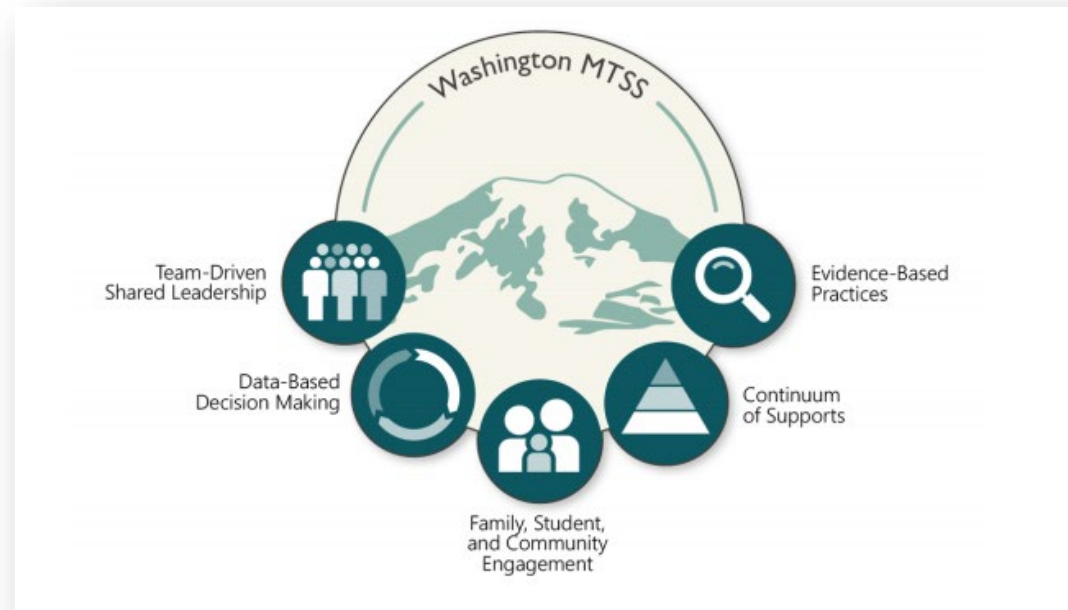 Washington MTSS
Team-Driven
Shared Leadership
Evidence-Based
Practices
Data-Based
Decision Making
Continuum
of Supports
Family, Student,
and Community
Engagement